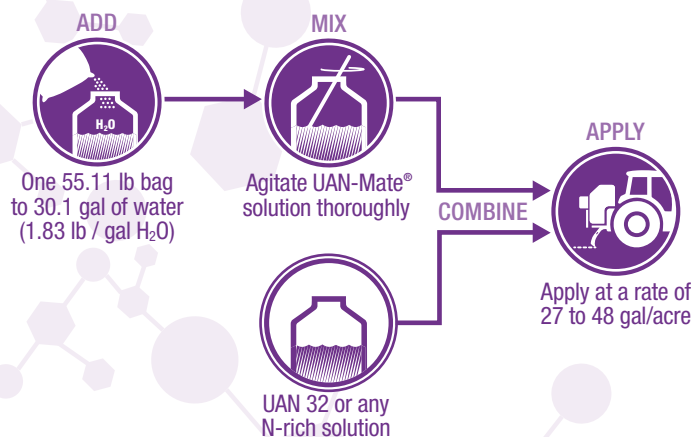 ADD
H₂O
One 55.11 lb bag
to 30.1 gal of water
(1.83 lb / gal H₂O)
MIX
Agitate UAN-Mate®
solution thoroughly
COMBINE
UAN 32 or any
N-rich solution
APPLY
Apply at a rate of
27 to 48 gal/acre